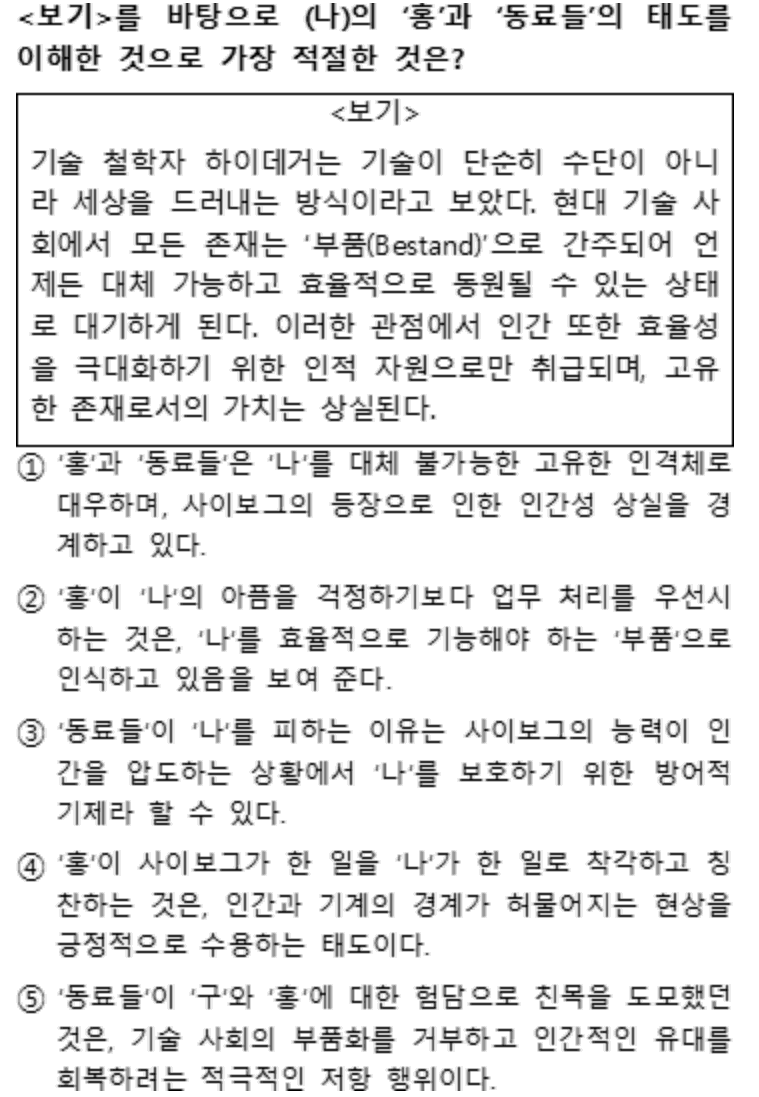 <보기>를 바탕으로 (나)의 '홍'과 '동료들'의 태도를
이해한 것으로 가장 적절한 것은?
<보기>
기술 철학자 하이데거는 기술이 단순히 수단이 아니
라 세상을 드러내는 방식이라고 보았다. 현대 기술 사
회에서 모든 존재는 '부품(Bestand)'으로 간주되어 언
제든 대체 가능하고 효율적으로 동원될 수 있는 상태
로 대기하게 된다. 이러한 관점에서 인간 또한 효율성
을 극대화하기 위한 인적 자원으로만 취급되며, 고유
한 존재로서의 가치는 상실된다.
① '홍'과 '동료들'은 '나'를 대체 불가능한 고유한 인격체로
대우하며, 사이보그의 등장으로 인한 인간성 상실을 경
계하고 있다.
② '홍'이 '나'의 아픔을 걱정하기보다 업무 처리를 우선시
하는 것은, '나'를 효율적으로 기능해야 하는 '부품'으로
인식하고 있음을 보여 준다.
③ '동료들'이 '나'를 피하는 이유는 사이보그의 능력이 인
간을 압도하는 상황에서 '나'를 보호하기 위한 방어적
기제라 할 수 있다.
④ '홍'이 사이보그가 한 일을 '나'가 한 일로 착각하고 칭
찬하는 것은, 인간과 기계의 경계가 허물어지는 현상을
긍정적으로 수용하는 태도이다.
⑤ '동료들'이 '구'와 '홍'에 대한 험담으로 친목을 도모했던
것은, 기술 사회의 부품화를 거부하고 인간적인 유대를
회복하려는 적극적인 저항 행위이다.